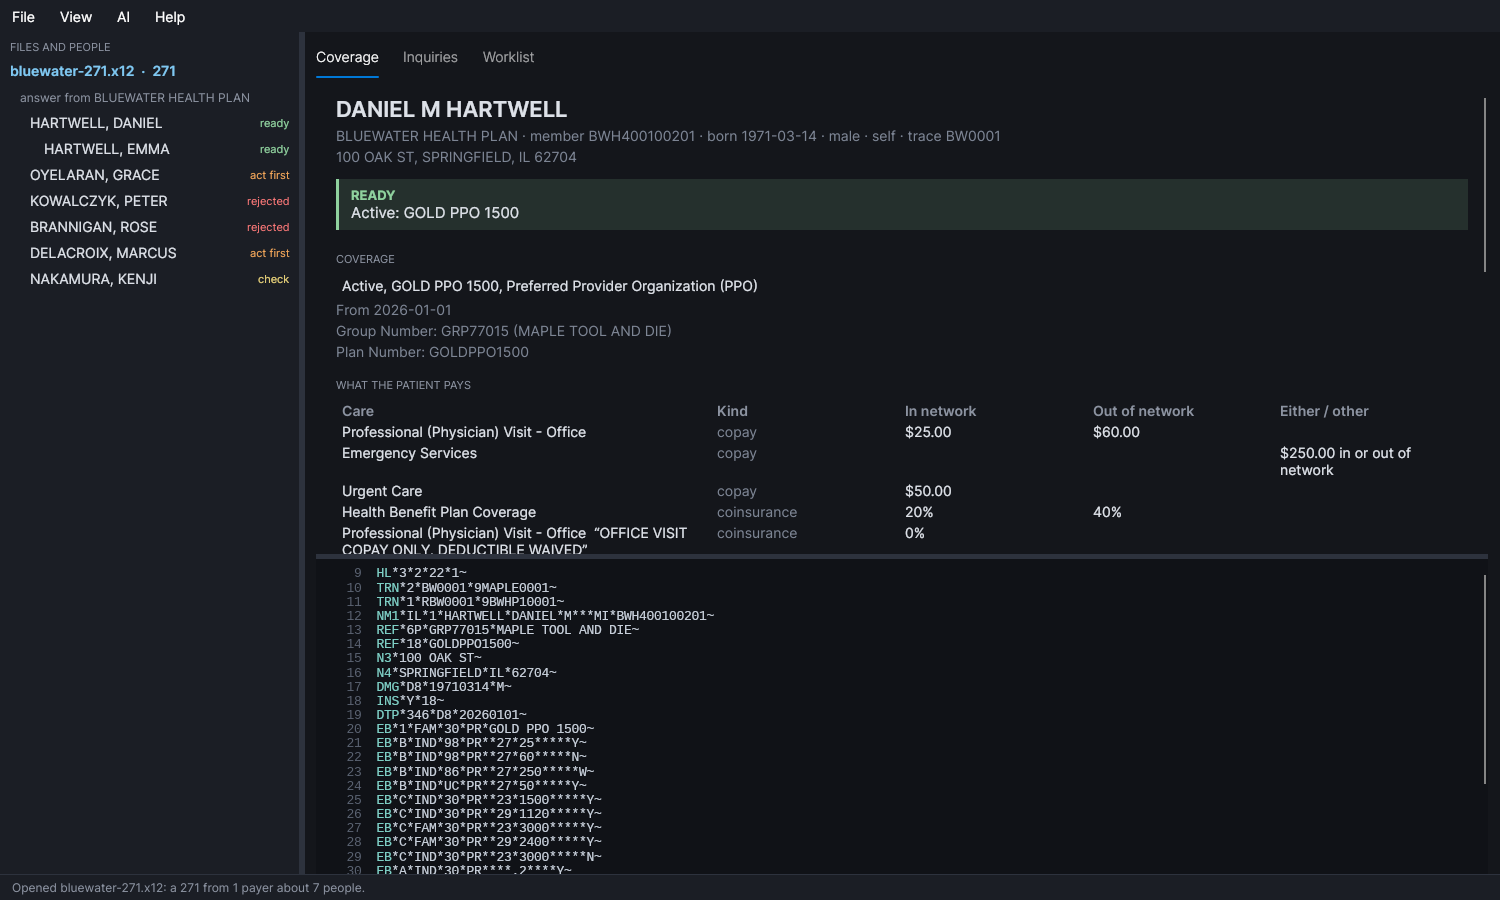 File View AI Help
FILES AND PEOPLE
bluewater-271.x12 · 271
answer from BLUEWATER HEALTH PLAN
HARTWELL, DANIEL ready
HARTWELL, EMMA ready
OYELARAN, GRACE act first
KOWALCZYK, PETER rejected
BRANNIGAN, ROSE rejected
DELACROIX, MARCUS act first
NAKAMURA, KENJI check
Coverage Inquiries Worklist
DANIEL M HARTWELL
BLUEWATER HEALTH PLAN · member BWH400100201 · born 1971-03-14 · male · self · trace BW0001
100 OAK ST, SPRINGFIELD, IL 62704
READY
Active: GOLD PPO 1500
COVERAGE
Active, GOLD PPO 1500, Preferred Provider Organization (PPO)
From 2026-01-01
Group Number: GRP77015 (MAPLE TOOL AND DIE)
Plan Number: GOLDPPO1500
WHAT THE PATIENT PAYS
Care Kind In network Out of network Either / other
Professional (Physician) Visit - Office copay $25.00 $60.00
Emergency Services copay $250.00 in or out of
network
Urgent Care copay $50.00
Health Benefit Plan Coverage coinsurance 20% 40%
Professional (Physician) Visit - Office “OFFICE VISIT coinsurance 0%
COPAY ONLY, DEDUCTIBLE WAIVED”
9 HL*3*2*22*1~
10 TRN*2*BW0001*9MAPLE0001~
11 TRN*1*RBW0001*9BWHP10001~
12 NM1*IL*1*HARTWELL*DANIEL*M***MI*BWH400100201~
13 REF*6P*GRP77015*MAPLE TOOL AND DIE~
14 REF*18*GOLDPPO1500~
15 N3*100 OAK ST~
16 N4*SPRINGFIELD*IL*62704~
17 DMG*D8*19710314*M~
18 INS*Y*18~
19 DTP*346*D8*20260101~
20 EB*1*FAM*30*PR*GOLD PPO 1500~
21 EB*B*IND*98*PR**27*25*****Y~
22 EB*B*IND*98*PR**27*60*****N~
23 EB*B*IND*86*PR**27*250*****W~
24 EB*B*IND*UC*PR**27*50*****Y~
25 EB*C*IND*30*PR**23*1500*****Y~
26 EB*C*IND*30*PR**29*1120*****Y~
27 EB*C*FAM*30*PR**23*3000*****Y~
28 EB*C*FAM*30*PR**29*2400*****Y~
29 EB*C*IND*30*PR**23*3000*****N~
30 EB*A*IND*30*PR****.2****Y~
Opened bluewater-271.x12: a 271 from 1 payer about 7 people.